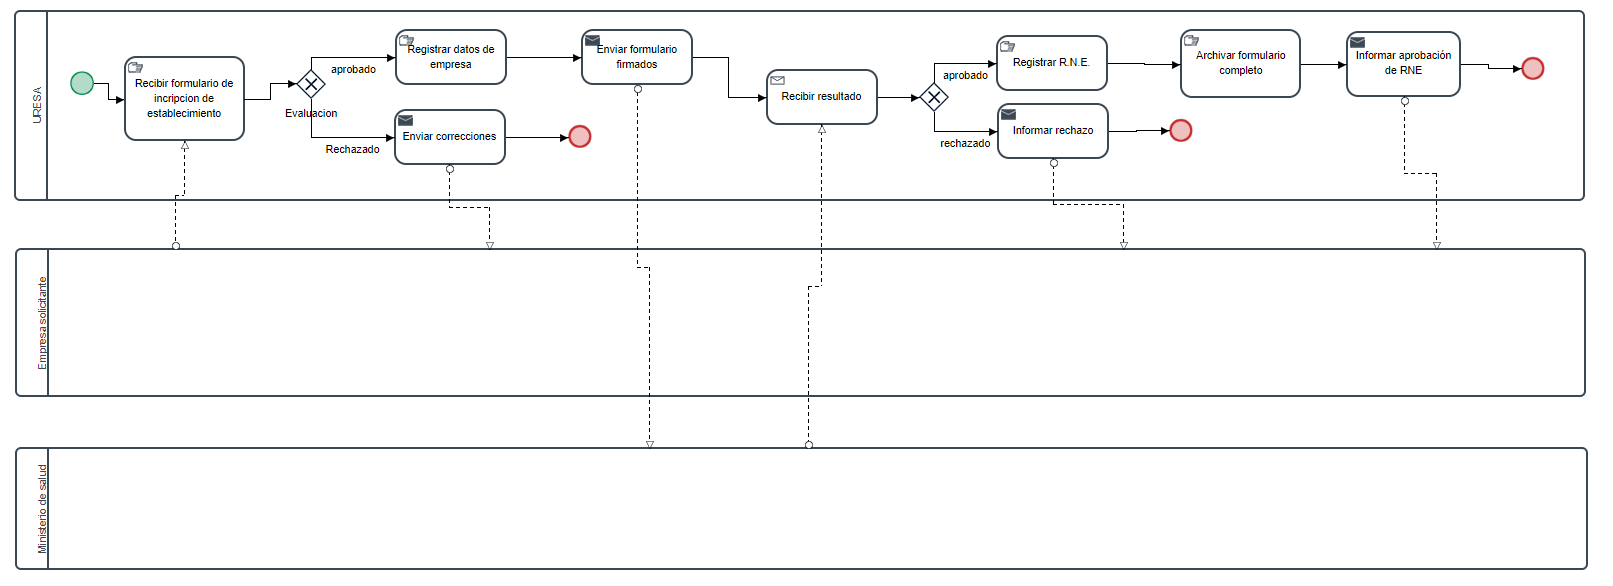 URESA
Recibir formulario de
incripcion de
establecimiento
Evaluacion
aprobado
Rechazado
Registrar datos de
empresa
Enviar correcciones
Enviar formulario
firmados
Recibir resultado
aprobado
rechazado
Registrar R.N.E.
Informar rechazo
Archivar formulario
completo
Informar aprobación
de RNE
Empresa solicitante
Ministerio de salud